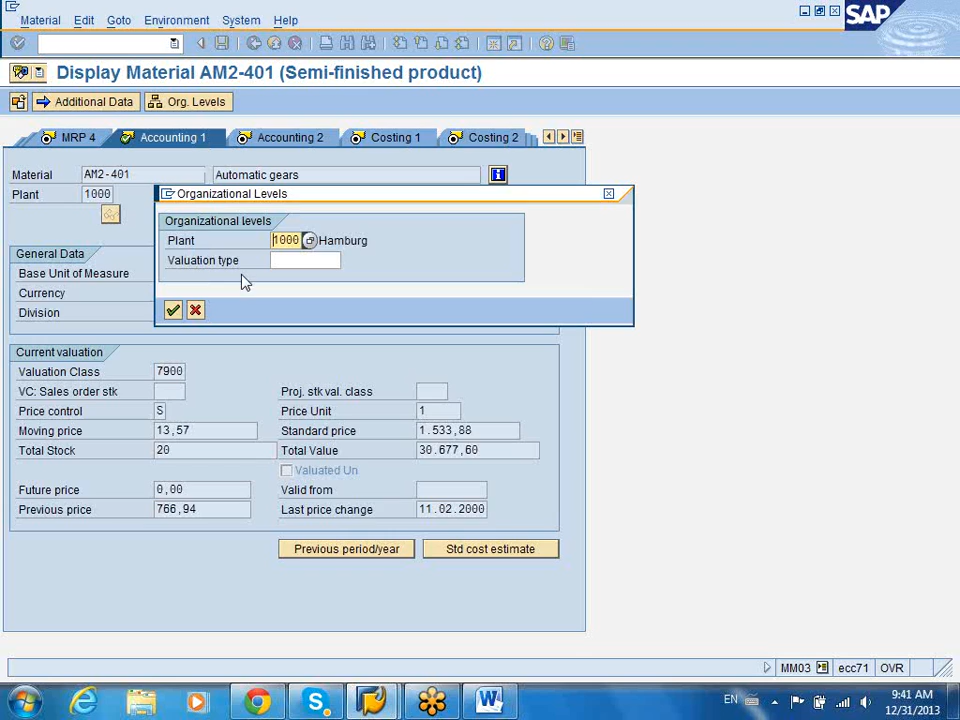 Material Edit Goto Environment System Help
SAP
Display Material AM2-401 (Semi-finished product)
Additional Data Org. Levels
MRP 4 Accounting 1 Accounting 2 Costing 1 Costing 2
Material AM2-401 Automatic gears
Plant 1000
Organizational Levels
Organizational levels
Plant 1000 Hamburg
Valuation type
General Data
Base Unit of Measure
Currency
Division
Current valuation
Valuation Class 7900
VC: Sales order stk Proj. stk val. class
Price control S Price Unit 1
Moving price 13,57 Standard price 1.533,88
Total Stock 20 Total Value 30.677,60
Valuated Un
Future price 0,00 Valid from
Previous price 766,94 Last price change 11.02.2000
Previous period/year Std cost estimate
MM03 ecc71 OVR
EN 9:41 AM
12/31/2013